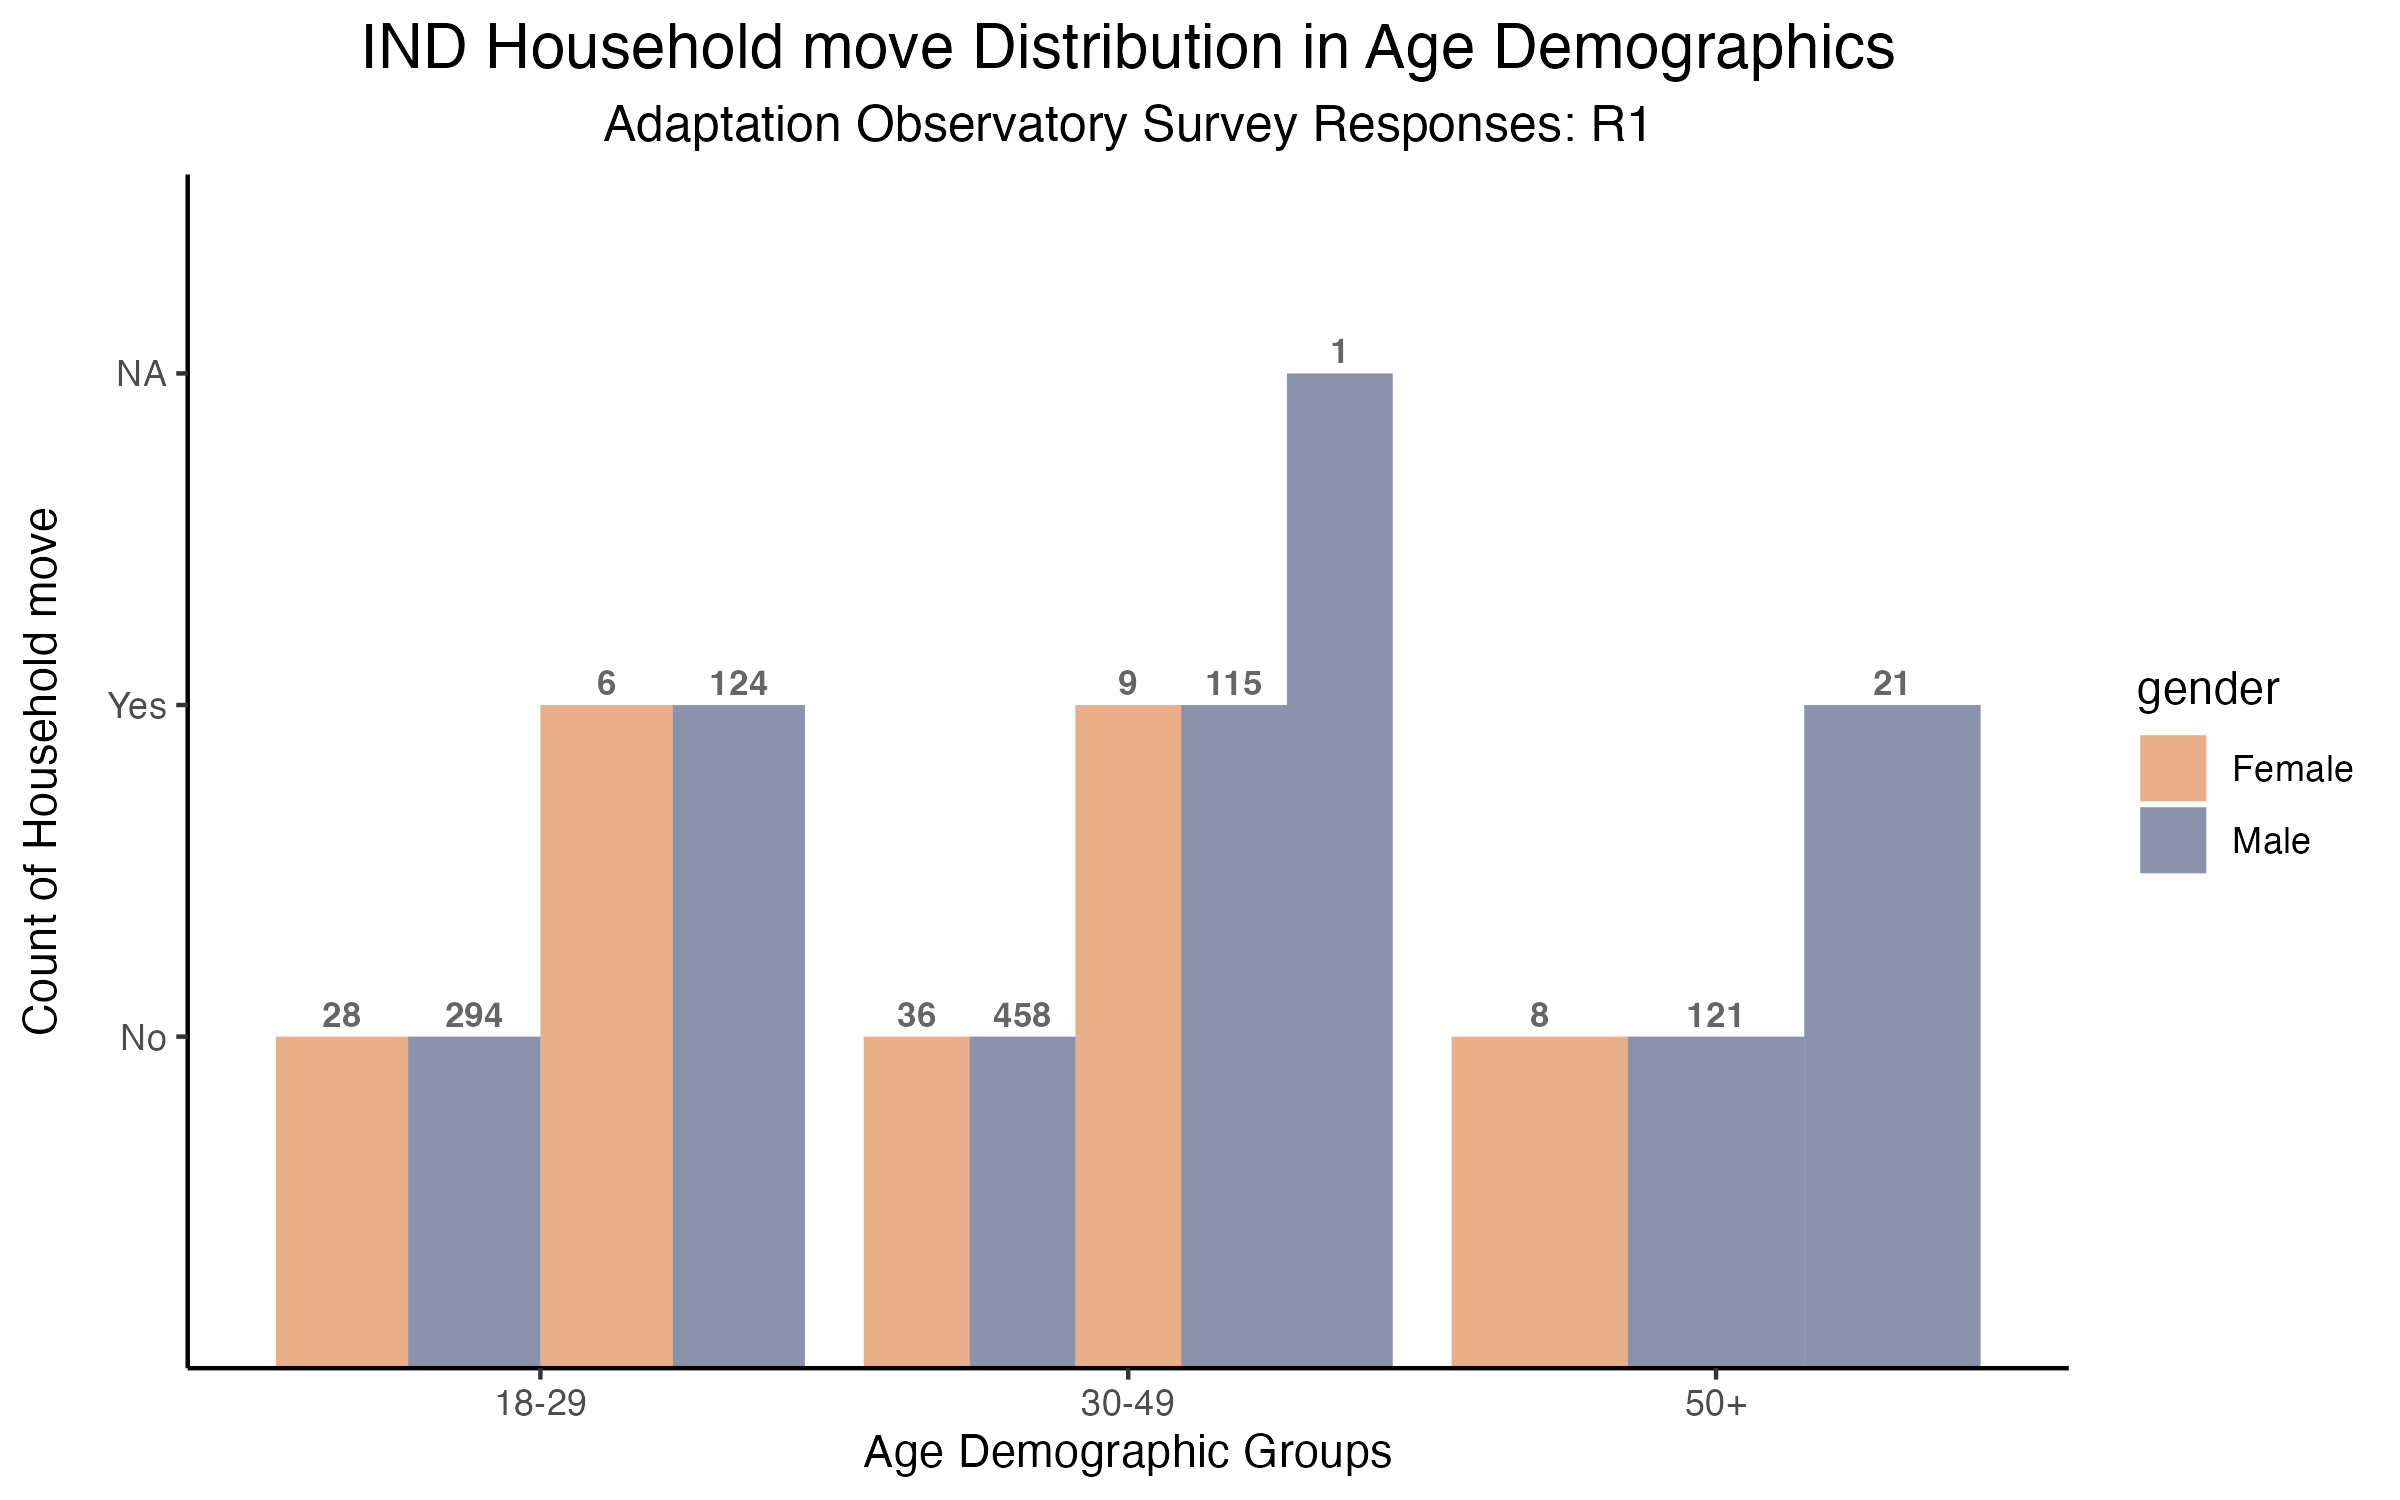 IND Household move Distribution in Age Demographics
Adaptation Observatory Survey Responses: R1
Count of Household move
NA
Yes
No
28
294
6
124
36
458
9
115
1
8
121
21
18-29
30-49
50+
Age Demographic Groups
gender
Female
Male